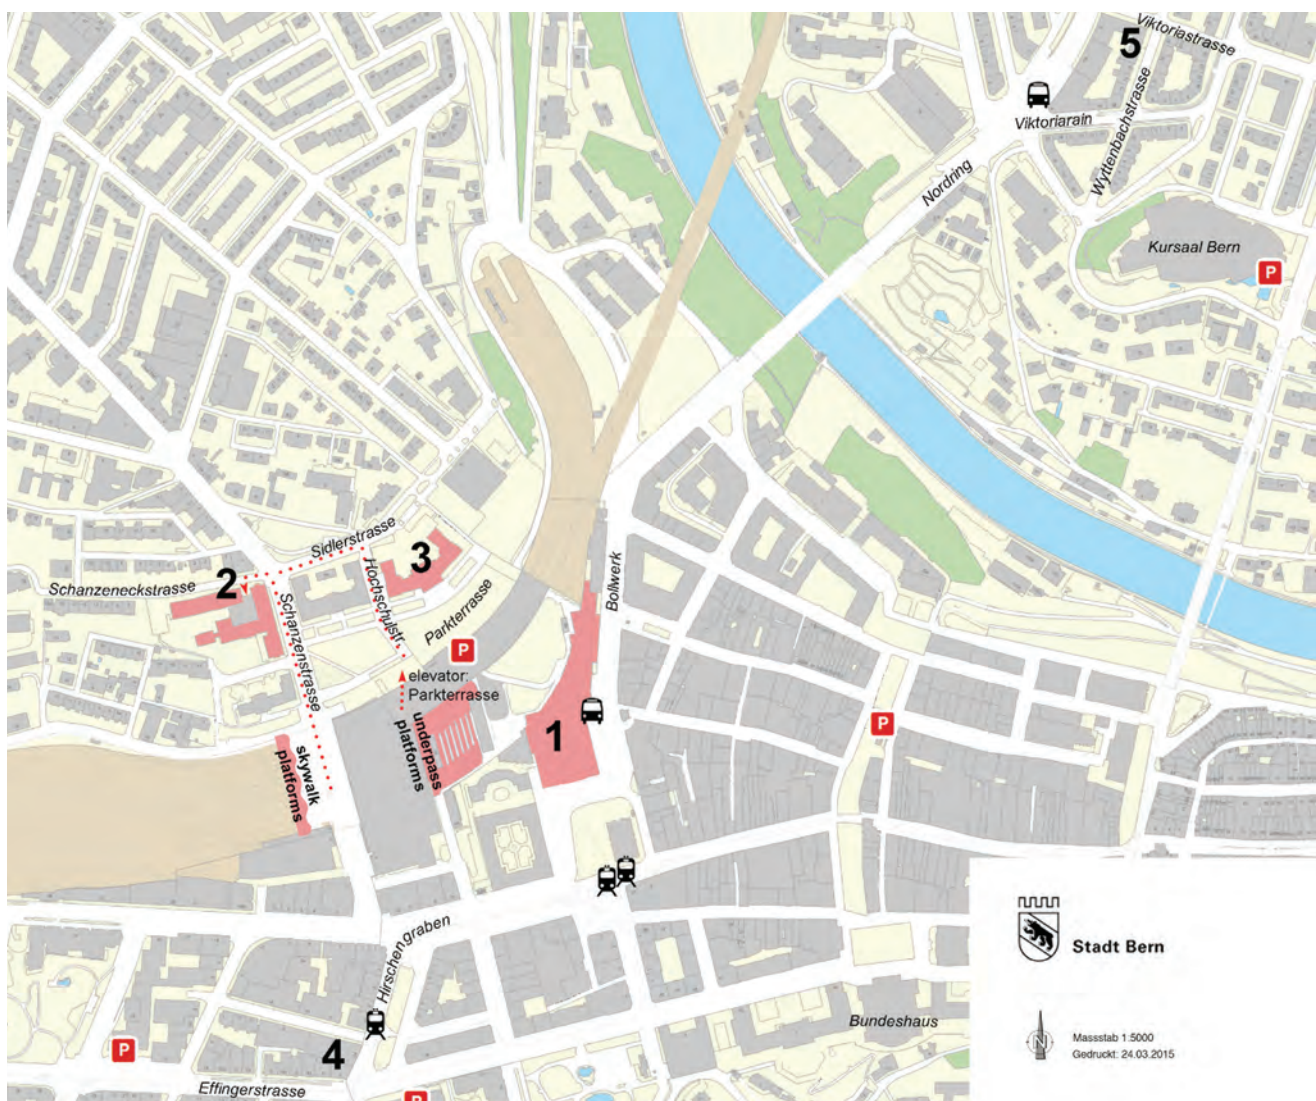 5
Viktoriastrasse
Viktoriarain
Wyttenbachstrasse
Nordring
Kursaal Bern
P
Sidlerstrasse
3
2
Schanzeneckstrasse
Hochschulstr.
Bollwerk
Schanzenstrasse
Parkterrasse
P
elevator:
Parkterrasse
P
1
underpass
platforms
skywalk
platforms
Hirschengraben
Stadt Bern
Bundeshaus
P
4
N
Massstab 1:5000
Gedruckt: 24.03.2015
Effingerstrasse
P